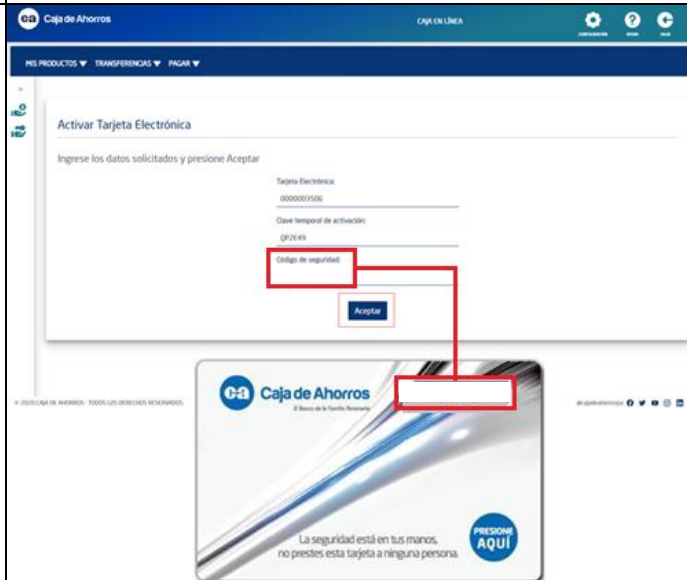 ca Caja de Ahorros
CAJA EN LÍNEA
MIS PRODUCTOS TRANSFERENCIAS PAGAR
Activar Tarjeta Electrónica
Ingrese los datos solicitados y presione Aceptar
Tarjeta Electrónica:
0000003506
Clave temporal de activación:
QP2E49
Código de seguridad:
Aceptar
ca Caja de Ahorros
El Banco de la Familia Panameña
© 2020 CAJA DE AHORROS · TODOS LOS DERECHOS RESERVADOS
La seguridad está en tus manos,
no prestes esta tarjeta a ninguna persona.
PRESIONE
AQUÍ